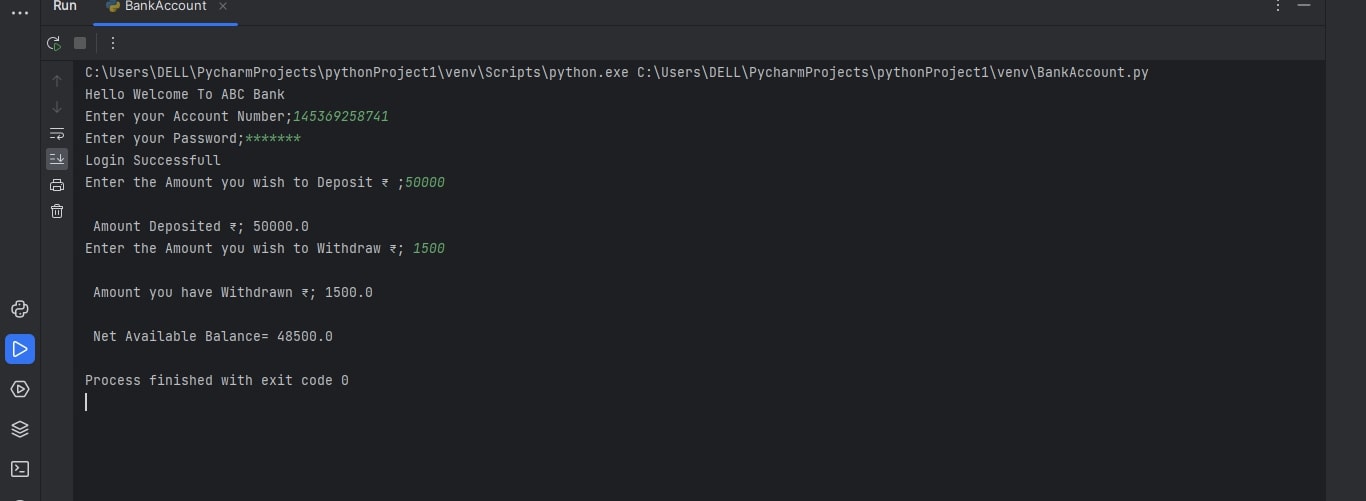 Run BankAccount
C:\Users\DELL\PycharmProjects\pythonProject1\venv\Scripts\python.exe C:\Users\DELL\PycharmProjects\pythonProject1\venv\BankAccount.py
Hello Welcome To ABC Bank
Enter your Account Number;145369258741
Enter your Password;*******
Login Successfull
Enter the Amount you wish to Deposit ₹ ;50000
Amount Deposited ₹; 50000.0
Enter the Amount you wish to Withdraw ₹; 1500
Amount you have Withdrawn ₹; 1500.0
Net Available Balance= 48500.0
Process finished with exit code 0